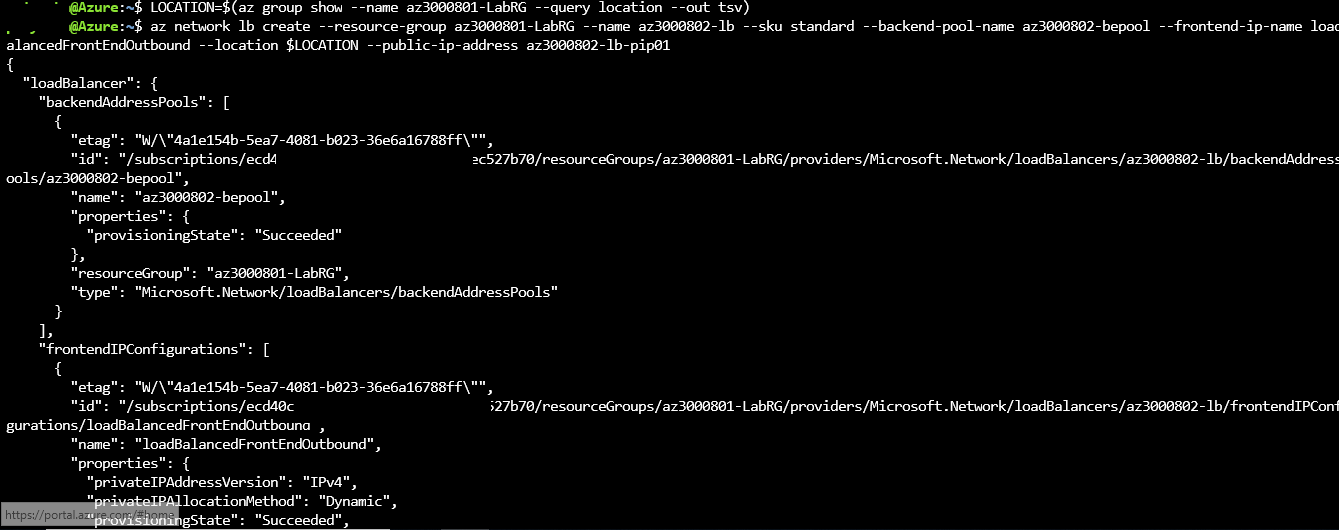 @Azure:~$ LOCATION=$(az group show --name az3000801-LabRG --query location --out tsv)
@Azure:~$ az network lb create --resource-group az3000801-LabRG --name az3000802-lb --sku standard --backend-pool-name az3000802-bepool --frontend-ip-name load
alancedFrontEndOutbound --location $LOCATION --public-ip-address az3000802-lb-pip01
{
"loadBalancer": {
"backendAddressPools": [
{
"etag": "W/\"4a1e154b-5ea7-4081-b023-36e6a16788ff\"",
"id": "/subscriptions/ecd4 ec527b70/resourceGroups/az3000801-LabRG/providers/Microsoft.Network/loadBalancers/az3000802-lb/backendAddress
ools/az3000802-bepool",
"name": "az3000802-bepool",
"properties": {
"provisioningState": "Succeeded"
},
"resourceGroup": "az3000801-LabRG",
"type": "Microsoft.Network/loadBalancers/backendAddressPools"
}
],
"frontendIPConfigurations": [
{
"etag": "W/\"4a1e154b-5ea7-4081-b023-36e6a16788ff\"",
"id": "/subscriptions/ecd40c 527b70/resourceGroups/az3000801-LabRG/providers/Microsoft.Network/loadBalancers/az3000802-lb/frontendIPConf
gurations/loadBalancedFrontEndOutbound ,
"name": "loadBalancedFrontEndOutbound",
"properties": {
"privateIPAddressVersion": "IPv4",
"privateIPAllocationMethod": "Dynamic",
"provisioningState": "Succeeded",
https://portal.azure.com/#home